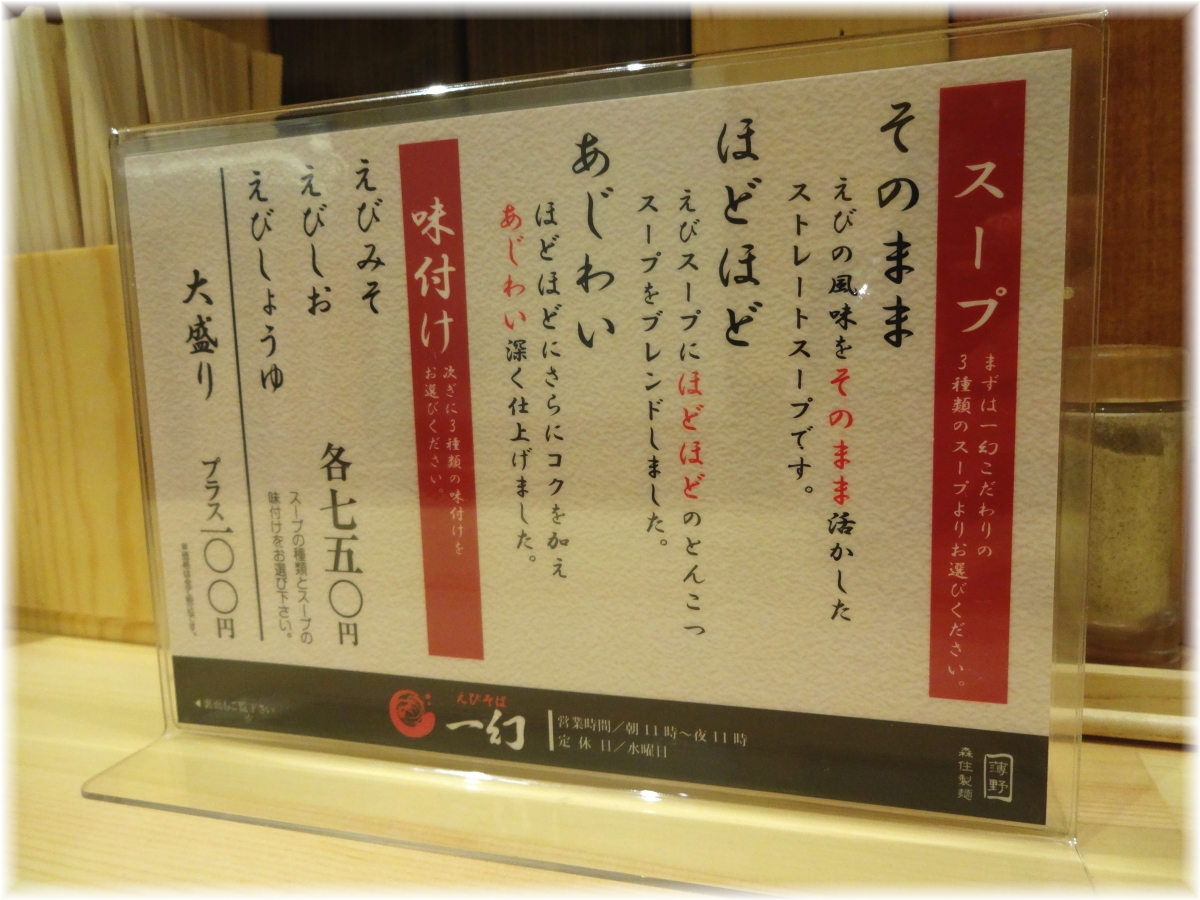 スープ
まずは一幻こだわりの
3種類のスープよりお選びください。
そのまま
えびの風味をそのまま活かした
ストレートスープです。
ほどほど
えびスープにほどほどのとんこつ
スープをブレンドしました。
あじわい
ほどほどにさらにコクを加え
あじわい深く仕上げました。
味付け
次ぎに3種類の味付けを
お選びください。
えびみそ
えびしお
えびしょうゆ
各七五〇円
スープの種類とスープの
味付けをお選び下さい。
大盛り プラス一〇〇円
えびそば
一幻
営業時間／朝11時～夜11時
定休日／水曜日
森住製麺